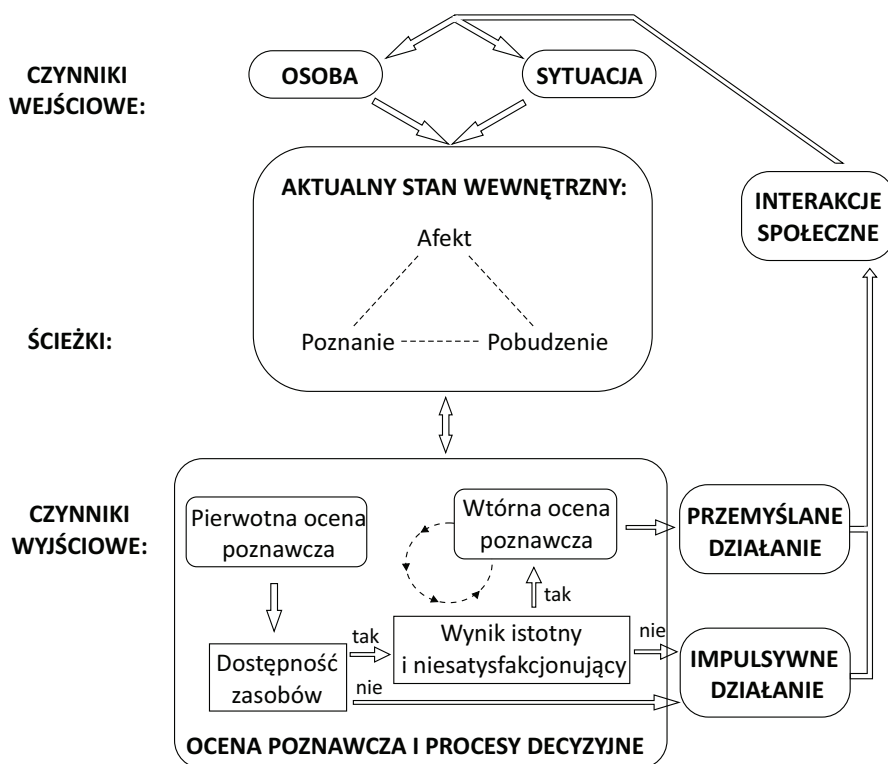 CZYNNIKI
WEJŚCIOWE:
OSOBA
SYTUACJA
AKTUALNY STAN WEWNĘTRZNY:
Afekt
Poznanie
Pobudzenie
INTERAKCJE
SPOŁECZNE
ŚCIEŻKI:
CZYNNIKI
WYJŚCIOWE:
Pierwotna ocena
poznawcza
Wtórna ocena
poznawcza
PRZEMYŚLANE
DZIAŁANIE
tak
tak
Wynik istotny
i niesatysfakcjonujący
nie
Dostępność
zasobów
nie
IMPULSYWNE
DZIAŁANIE
OCENA POZNAWCZA I PROCESY DECYZYJNE